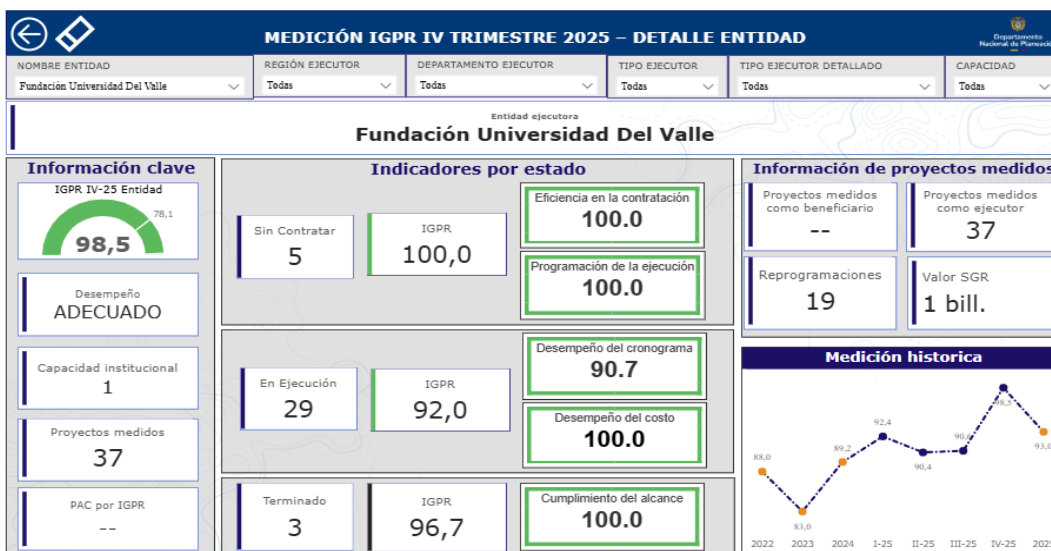 MEDICIÓN IGPR IV TRIMESTRE 2025 – DETALLE ENTIDAD
Departamento
Nacional de Planeación
NOMBRE ENTIDAD
Fundación Universidad Del Valle
REGIÓN EJECUTOR
Todas
DEPARTAMENTO EJECUTOR
Todas
TIPO EJECUTOR
Todas
TIPO EJECUTOR DETALLADO
Todas
CAPACIDAD
Todas
Entidad ejecutora
Fundación Universidad Del Valle
Información clave
IGPR IV-25 Entidad
78,1
98,5
Desempeño
ADECUADO
Capacidad institucional
1
Proyectos medidos
37
PAC por IGPR
--
Indicadores por estado
Sin Contratar
5
IGPR
100,0
Eficiencia en la contratación
100.0
Programación de la ejecución
100.0
En Ejecución
29
IGPR
92,0
Desempeño del cronograma
90.7
Desempeño del costo
100.0
Terminado
3
IGPR
96,7
Cumplimiento del alcance
100.0
Información de proyectos medidos
Proyectos medidos
como beneficiario
--
Proyectos medidos
como ejecutor
37
Reprogramaciones
19
Valor SGR
1 bill.
Medición historica
88,0
83,0
89,2
92,4
90,4
90,6
98,5
93,0
2022 2023 2024 I-25 II-25 III-25 IV-25 2025